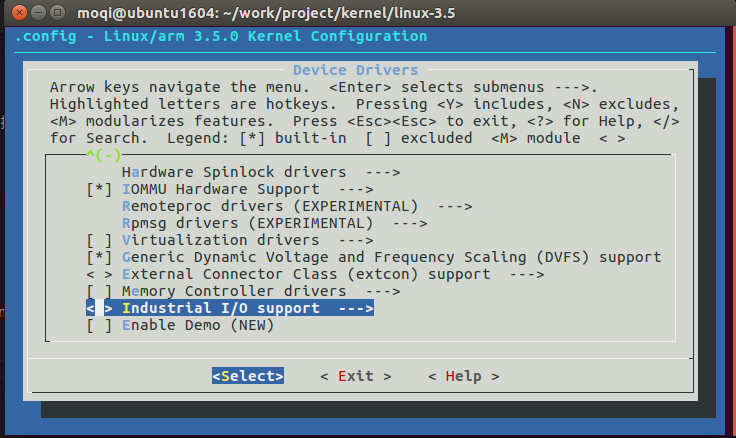 moqi@ubuntu1604: ~/work/project/kernel/linux-3.5
.config - Linux/arm 3.5.0 Kernel Configuration
Device Drivers
Arrow keys navigate the menu.  <Enter> selects submenus --->.
Highlighted letters are hotkeys.  Pressing <Y> includes, <N> excludes,
<M> modularizes features.  Press <Esc><Esc> to exit, <?> for Help, </>
for Search.  Legend: [*] built-in  [ ] excluded  <M> module  < >
^(-)
Hardware Spinlock drivers  --->
[*] IOMMU Hardware Support  --->
Remoteproc drivers (EXPERIMENTAL)  --->
Rpmsg drivers (EXPERIMENTAL)  --->
[ ] Virtualization drivers  --->
[*] Generic Dynamic Voltage and Frequency Scaling (DVFS) support
< > External Connector Class (extcon) support  --->
[ ] Memory Controller drivers  --->
< > Industrial I/O support  --->
[ ] Enable Demo (NEW)
<Select>    < Exit >    < Help >